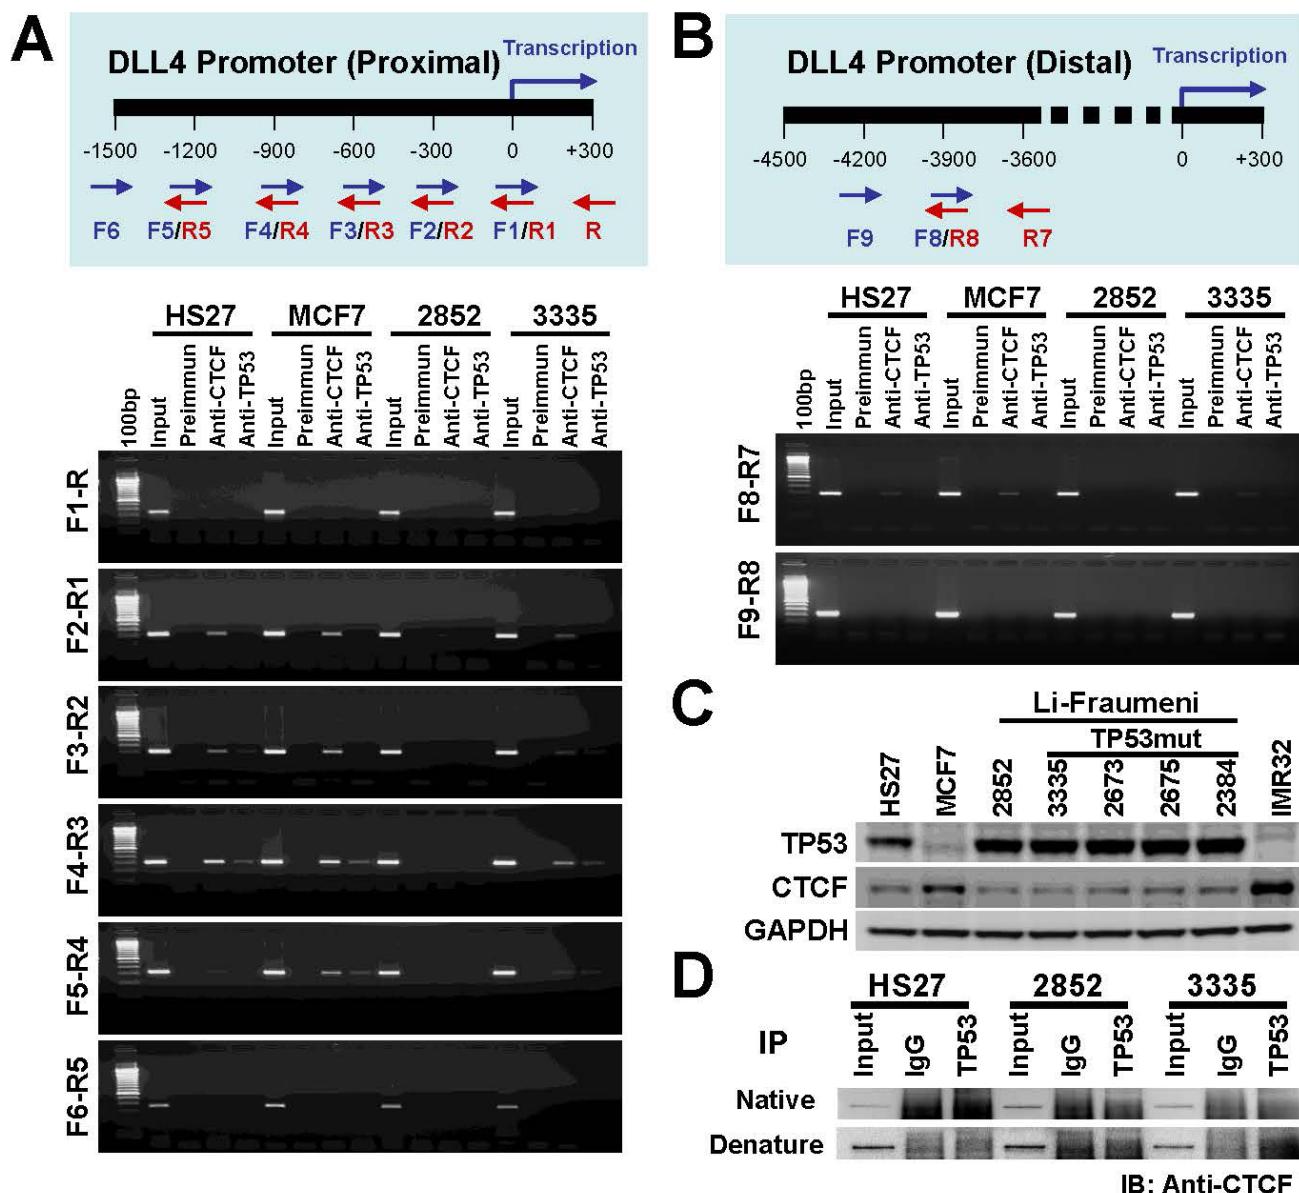 A
DLL4 Promoter (Proximal)
Transcription
-1500 -1200 -900 -600 -300 0 +300
F6 F5/R5 F4/R4 F3/R3 F2/R2 F1/R1 R
HS27 MCF7 2852 3335
100bp Input Preimmun Anti-CTCF Anti-TP53 Input Preimmun Anti-CTCF Anti-TP53 Input Preimmun Anti-CTCF Anti-TP53 Input Preimmun Anti-CTCF Anti-TP53
F1-R
F2-R1
F3-R2
F4-R3
F5-R4
F6-R5
B
DLL4 Promoter (Distal)
Transcription
-4500 -4200 -3900 -3600 0 +300
F9 F8/R8 R7
HS27 MCF7 2852 3335
100bp Input Preimmun Anti-CTCF Anti-TP53 Input Preimmun Anti-CTCF Anti-TP53 Input Preimmun Anti-CTCF Anti-TP53 Input Preimmun Anti-CTCF Anti-TP53
F8-R7
F9-R8
C
Li-Fraumeni
TP53mut
HS27 MCF7 2852 3335 2673 2675 2384 IMR32
TP53
CTCF
GAPDH
D
HS27 2852 3335
IP Input IgG TP53 Input IgG TP53 Input IgG TP53
Native
Denature
IB: Anti-CTCF